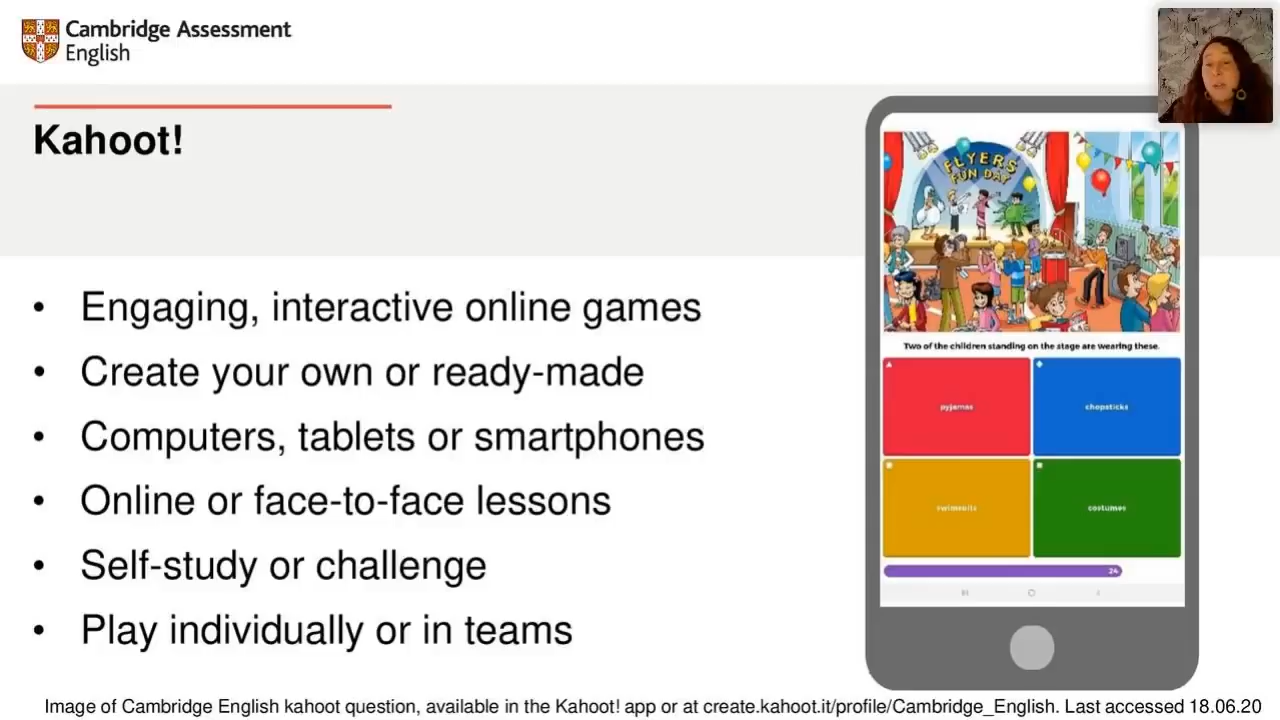 Cambridge Assessment
English
Kahoot!
• Engaging, interactive online games
• Create your own or ready-made
• Computers, tablets or smartphones
• Online or face-to-face lessons
• Self-study or challenge
• Play individually or in teams
FLYERS
FUN DAY
Two of the children standing on the stage are wearing these.
pyjamas
chopsticks
swimsuits
costumes
24
Image of Cambridge English kahoot question, available in the Kahoot! app or at create.kahoot.it/profile/Cambridge_English. Last accessed 18.06.20